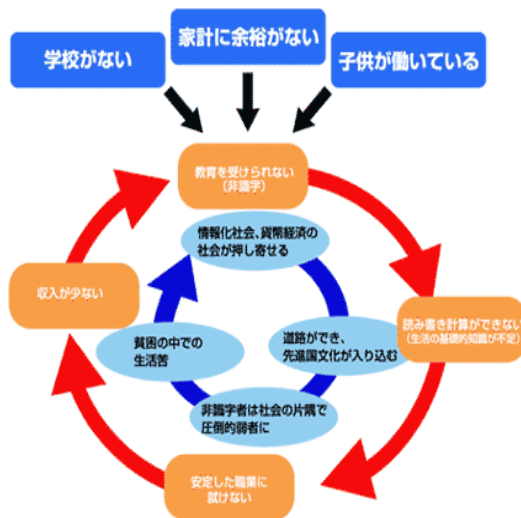 学校がない
家計に余裕がない
子供が働いている
教育を受けられない
(非識字)
情報化社会、貨幣経済の
社会が押し寄せる
収入が少ない
読み書き計算ができない
(生活の基礎的知識が不足)
貧困の中での
生活苦
道路ができ、
先進国文化が入り込む
非識字者は社会の片隅で
圧倒的弱者に
安定した職業に
就けない